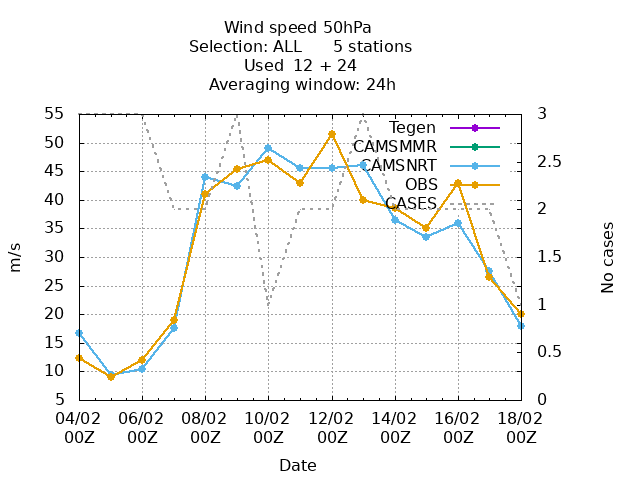 Wind speed 50hPa
Selection: ALL 5 stations
Used 12 + 24
Averaging window: 24h
55
50
45
40
35
30
25
20
15
10
5
m/s
3
2.5
2
1.5
1
0.5
0
No cases
Tegen
CAMSMMR
CAMSNRT
OBS
CASES
04/02 06/02 08/02 10/02 12/02 14/02 16/02 18/02
00Z 00Z 00Z 00Z 00Z 00Z 00Z 00Z
Date